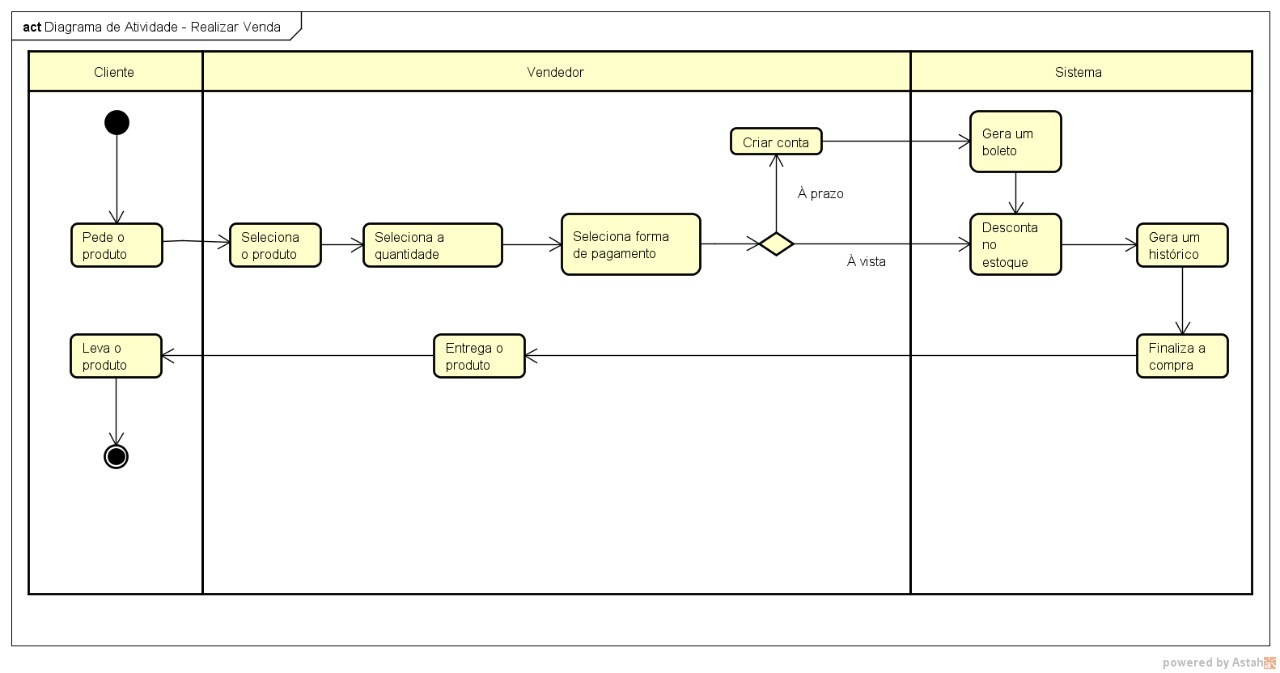 act Diagrama de Atividade - Realizar Venda
Cliente
Vendedor
Sistema
Criar conta
Gera um
boleto
À prazo
Pede o
produto
Seleciona
o produto
Seleciona a
quantidade
Seleciona forma
de pagamento
À vista
Desconta
no
estoque
Gera um
histórico
Leva o
produto
Entrega o
produto
Finaliza a
compra
powered by Astah